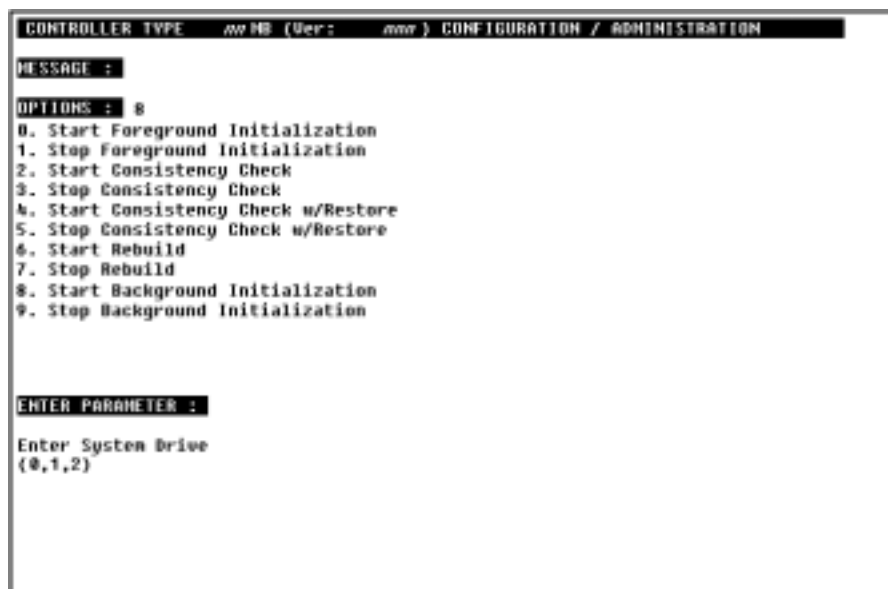 CONTROLLER TYPE nn MB (Ver: nnn ) CONFIGURATION / ADMINISTRATION
MESSAGE :
OPTIONS : 8
0. Start Foreground Initialization
1. Stop Foreground Initialization
2. Start Consistency Check
3. Stop Consistency Check
4. Start Consistency Check w/Restore
5. Stop Consistency Check w/Restore
6. Start Rebuild
7. Stop Rebuild
8. Start Background Initialization
9. Stop Background Initialization
ENTER PARAMETER :
Enter System Drive
(0,1,2)